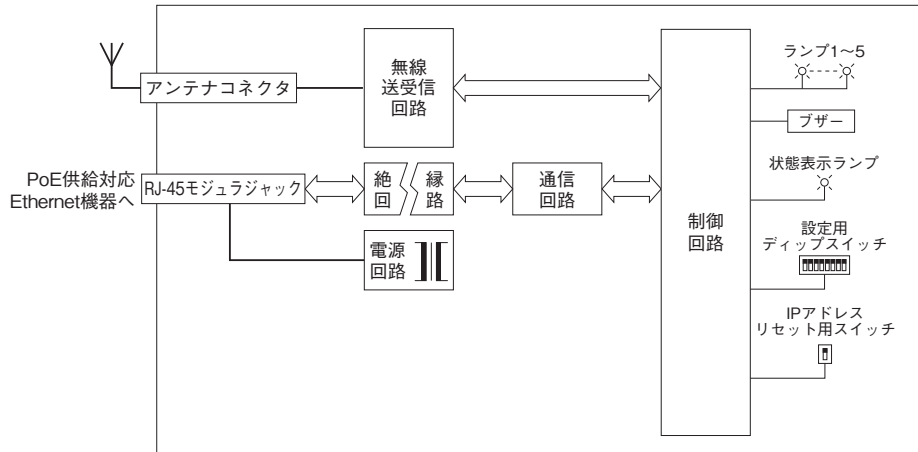 無線
送受信
回路
アンテナコネクタ
ランプ1～5
ブザー
PoE供給対応
Ethernet機器へ
RJ-45モジュラジャック
絶 縁
回 路
通信
回路
状態表示ランプ
制御
回路
電源
回路
設定用
ディップスイッチ
IPアドレス
リセット用スイッチ